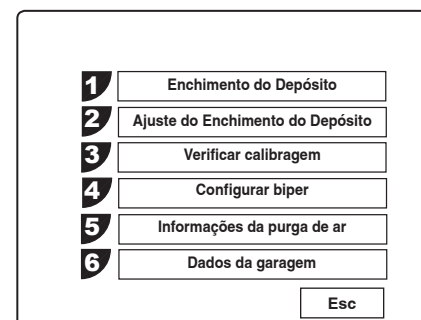 1 Enchimento do Depósito
2 Ajuste do Enchimento do Depósito
3 Verificar calibragem
4 Configurar biper
5 Informações da purga de ar
6 Dados da garagem
Esc